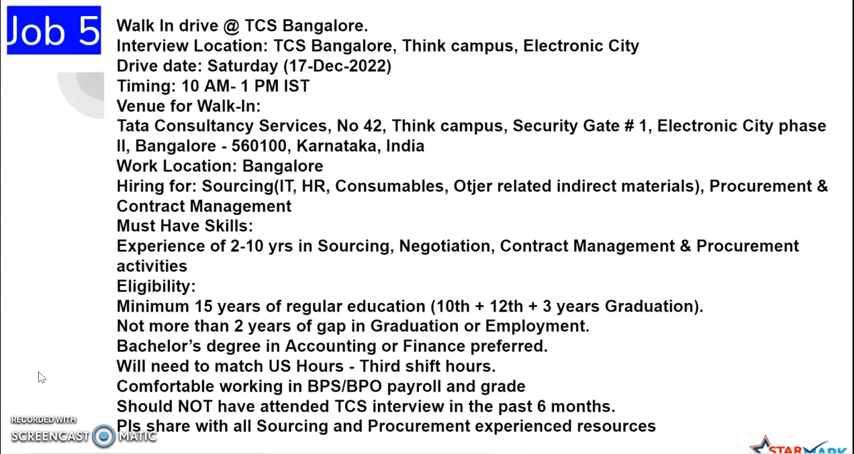 Job 5
Walk In drive @ TCS Bangalore.
Interview Location: TCS Bangalore, Think campus, Electronic City
Drive date: Saturday (17-Dec-2022)
Timing: 10 AM- 1 PM IST
Venue for Walk-In:
Tata Consultancy Services, No 42, Think campus, Security Gate # 1, Electronic City phase
II, Bangalore - 560100, Karnataka, India
Work Location: Bangalore
Hiring for: Sourcing(IT, HR, Consumables, Otjer related indirect materials), Procurement &
Contract Management
Must Have Skills:
Experience of 2-10 yrs in Sourcing, Negotiation, Contract Management & Procurement
activities
Eligibility:
Minimum 15 years of regular education (10th + 12th + 3 years Graduation).
Not more than 2 years of gap in Graduation or Employment.
Bachelor's degree in Accounting or Finance preferred.
Will need to match US Hours - Third shift hours.
Comfortable working in BPS/BPO payroll and grade
Should NOT have attended TCS interview in the past 6 months.
Pls share with all Sourcing and Procurement experienced resources
RECORDED WITH
SCREENCAST MATIC
STARMARK